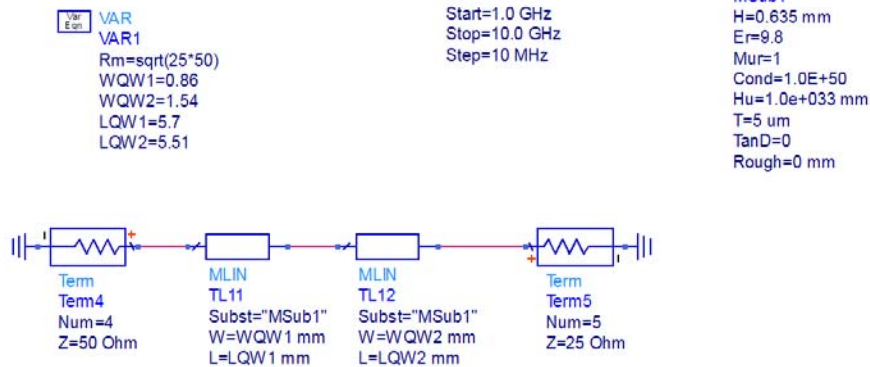 Var
Eqn
VAR
VAR1
Rm=sqrt(25*50)
WQW1=0.86
WQW2=1.54
LQW1=5.7
LQW2=5.51
Start=1.0 GHz
Stop=10.0 GHz
Step=10 MHz
H=0.635 mm
Er=9.8
Mur=1
Cond=1.0E+50
Hu=1.0e+033 mm
T=5 um
TanD=0
Rough=0 mm
Term
Term4
Num=4
Z=50 Ohm
MLIN
TL11
Subst="MSub1"
W=WQW1 mm
L=LQW1 mm
MLIN
TL12
Subst="MSub1"
W=WQW2 mm
L=LQW2 mm
Term
Term5
Num=5
Z=25 Ohm